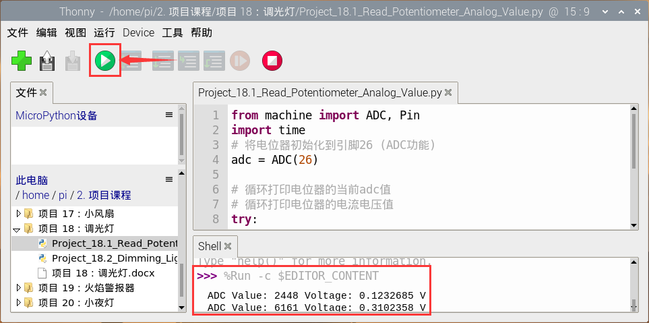 Thonny - /home/pi/2. 项目课程/项目 18：调光灯/Project_18.1_Read_Potentiometer_Analog_Value.py @ 15 : 9
文件 编辑 视图 运行 Device 工具 帮助
文件
MicroPython设备
此电脑
/ home / pi / 2. 项目课程
项目 17：小风扇
项目 18：调光灯
Project_18.1_Read_Potent
Project_18.2_Dimming_Lig
项目 18：调光灯.docx
项目 19：火焰警报器
项目 20：小夜灯
Project_18.1_Read_Potentiometer_Analog_Value.py
1 from machine import ADC, Pin
2 import time
3 # 将电位器初始化到引脚26 (ADC功能)
4 adc = ADC(26)
5
6 # 循环打印电位器的当前adc值
7 # 循环打印电位器的电流电压值
8 try:
Shell
Type "help()" for more information.
>>> %Run -c $EDITOR_CONTENT
ADC Value: 2448 Voltage: 0.1232685 V
ADC Value: 6161 Voltage: 0.3102358 V